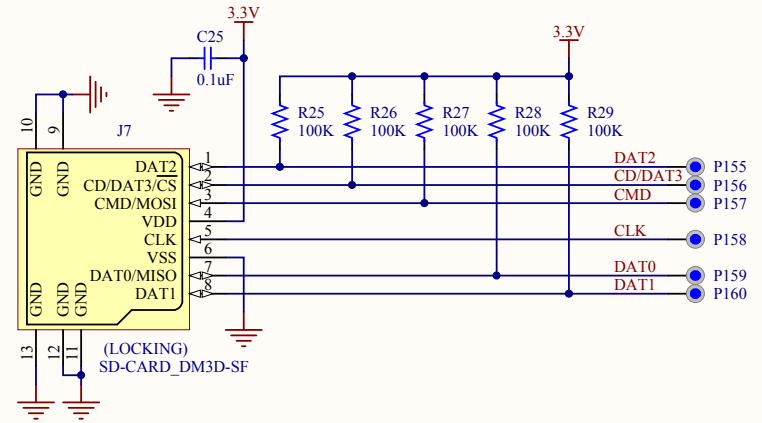 3.3V
C25
0.1uF
3.3V
10
9
J7
R25
100K
R26
100K
R27
100K
R28
100K
R29
100K
GND
GND
DAT2
1
DAT2
P155
CD/DAT3/CS
2
CD/DAT3
P156
CMD/MOSI
3
CMD
P157
VDD
4
CLK
5
CLK
P158
VSS
6
DAT0/MISO
7
DAT0
P159
DAT1
8
DAT1
P160
GND
GND
GND
13
12
11
(LOCKING)
SD-CARD_DM3D-SF